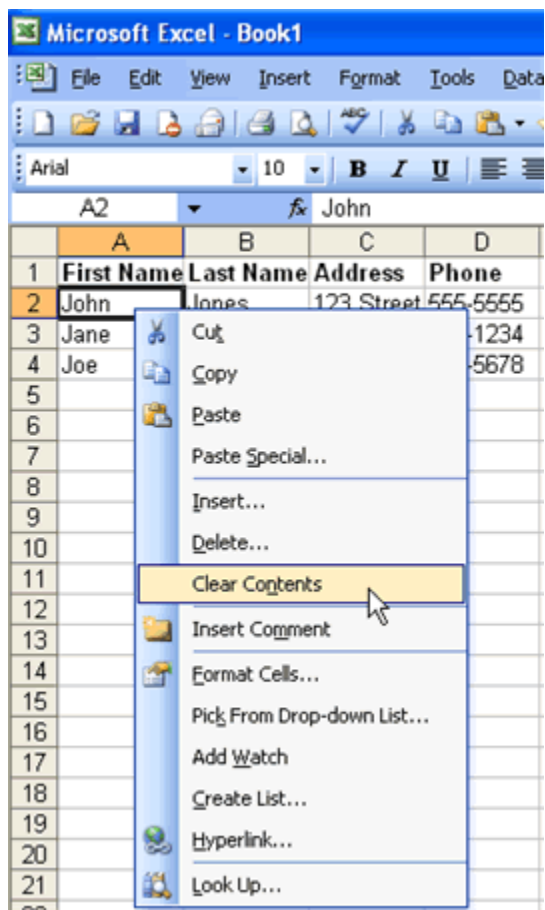 Microsoft Excel - Book1
File Edit View Insert Format Tools Data
ABC
Arial 10 B I U
A2 fx John
A B C D
1 First Name Last Name Address Phone
2 John Jones 123 Street 555-5555
3 Jane -1234
4 Joe -5678
5
6
7
8
9
10
11
12
13
14
15
16
17
18
19
20
21
Cut
Copy
Paste
Paste Special...
Insert...
Delete...
Clear Contents
Insert Comment
Format Cells...
Pick From Drop-down List...
Add Watch
Create List...
Hyperlink...
Look Up...